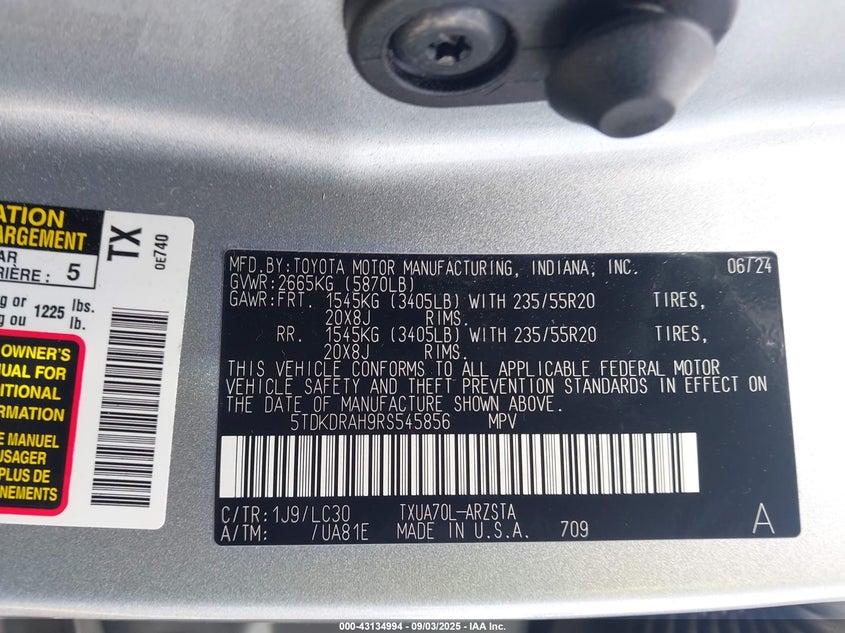 ATION
ARGEMENT
AR
RIÈRE : 5
g or 1225 lbs.
g ou lb.
OWNER'S
NUAL FOR
DITIONAL
ORMATION
E MANUEL
USAGER
PLUS DE
NEMENTS
TX
0E740
MFD.BY:TOYOTA MOTOR MANUFACTURING, INDIANA, INC. 06/24
GVWR:2665KG (5870LB)
GAWR:FRT. 1545KG (3405LB) WITH 235/55R20 TIRES,
20X8J RIMS.
RR. 1545KG (3405LB) WITH 235/55R20 TIRES,
20X8J RIMS.
THIS VEHICLE CONFORMS TO ALL APPLICABLE FEDERAL MOTOR
VEHICLE SAFETY AND THEFT PREVENTION STANDARDS IN EFFECT ON
THE DATE OF MANUFACTURE SHOWN ABOVE.
5TDKDRAH9RS545856 MPV
C/TR:1J9/LC30 TXUA70L-ARZSTA
A/TM: /UA81E MADE IN U.S.A. 709 A
000-43134994 - 09/03/2025 - IAA Inc.